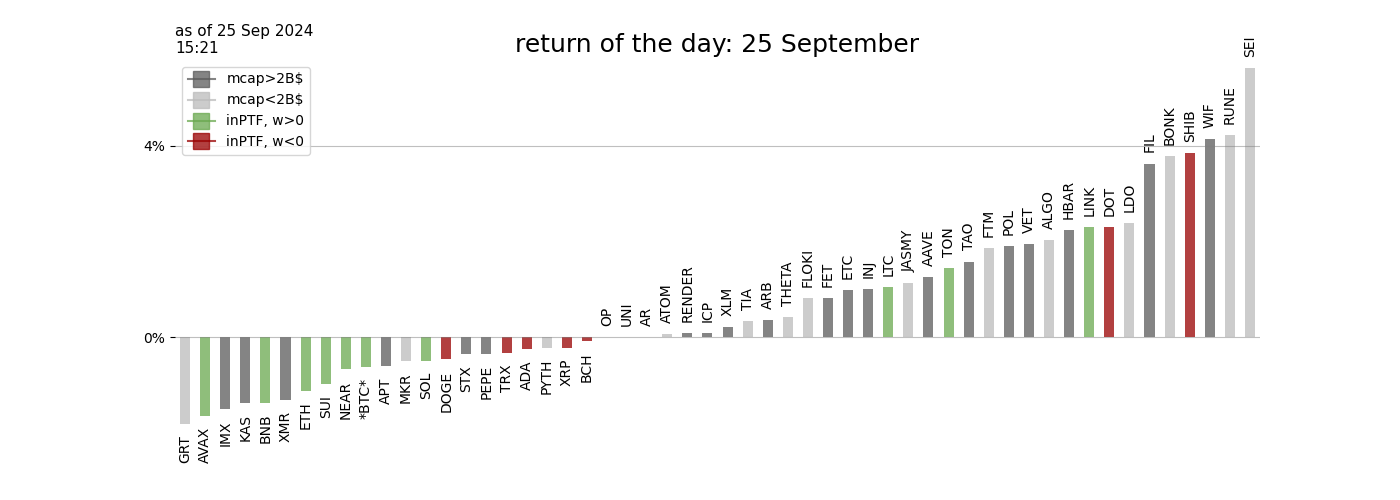 as of 25 Sep 2024
15:21
return of the day: 25 September
mcap>2B$
mcap<2B$
inPTF, w>0
inPTF, w<0
4%
0%
GRT
AVAX
IMX
KAS
BNB
XMR
ETH
SUI
NEAR
*BTC*
APT
MKR
SOL
DOGE
STX
PEPE
TRX
ADA
PYTH
XRP
BCH
OP
UNI
AR
ATOM
RENDER
ICP
XLM
TIA
ARB
THETA
FLOKI
FET
ETC
INJ
LTC
JASMY
AAVE
TON
TAO
FTM
POL
VET
ALGO
HBAR
LINK
DOT
LDO
FIL
BONK
SHIB
WIF
RUNE
SEI